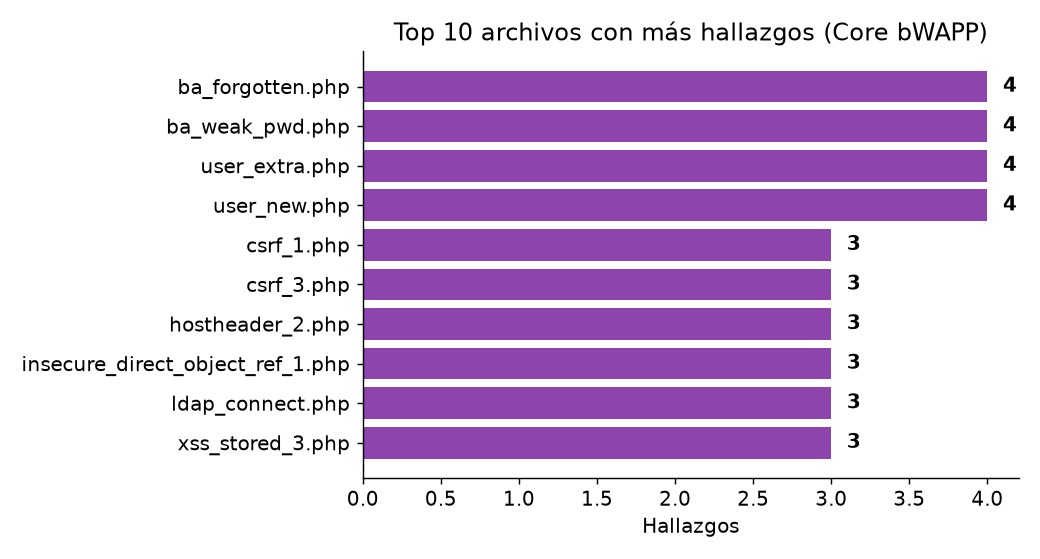 Top 10 archivos con más hallazgos (Core bWAPP)
ba_forgotten.php 4
ba_weak_pwd.php 4
user_extra.php 4
user_new.php 4
csrf_1.php 3
csrf_3.php 3
hostheader_2.php 3
insecure_direct_object_ref_1.php 3
ldap_connect.php 3
xss_stored_3.php 3
0.0 0.5 1.0 1.5 2.0 2.5 3.0 3.5 4.0
Hallazgos